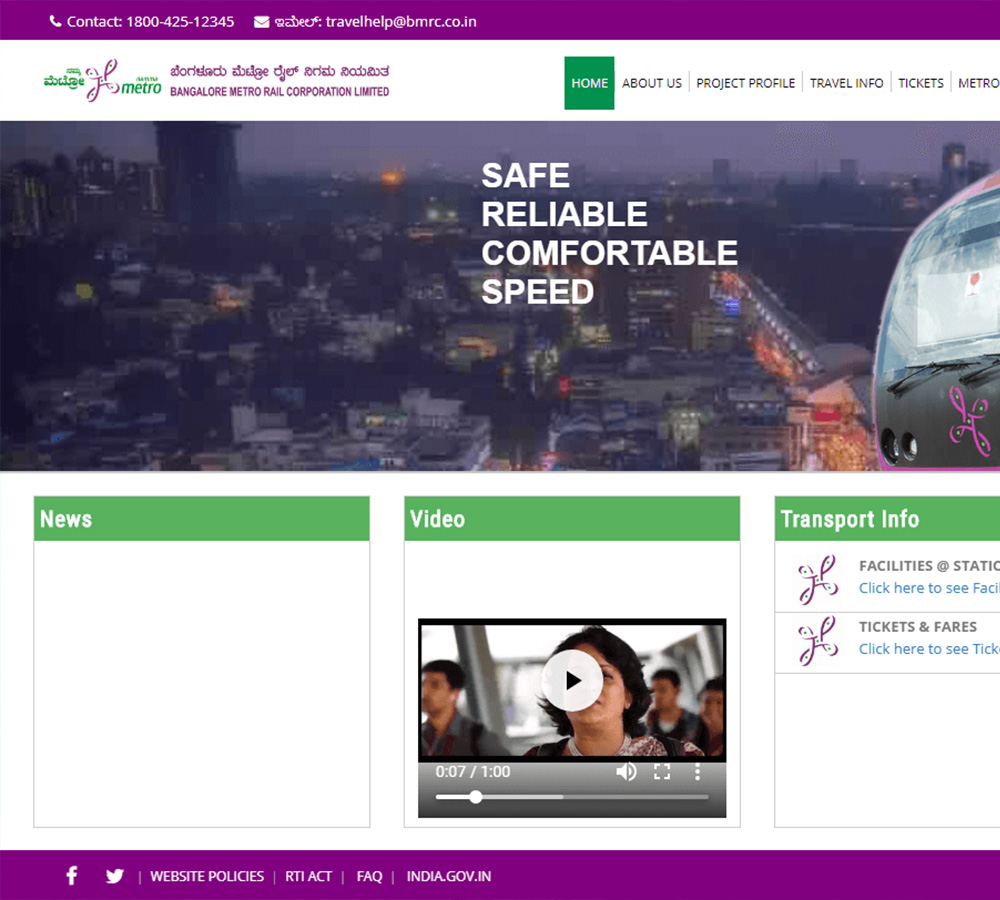 Contact: 1800-425-12345 ಇಮೇಲ್: travelhelp@bmrc.co.in
ನಮ್ಮ ಮೆಟ್ರೋ namma metro
ಬೆಂಗಳೂರು ಮೆಟ್ರೋ ರೈಲ್ ನಿಗಮ ನಿಯಮಿತ
BANGALORE METRO RAIL CORPORATION LIMITED
HOME ABOUT US PROJECT PROFILE TRAVEL INFO TICKETS METRO
SAFE
RELIABLE
COMFORTABLE
SPEED
News
Video
0:07 / 1:00
Transport Info
FACILITIES @ STATIO
Click here to see Facil
TICKETS & FARES
Click here to see Ticke
| WEBSITE POLICIES | RTI ACT | FAQ | INDIA.GOV.IN